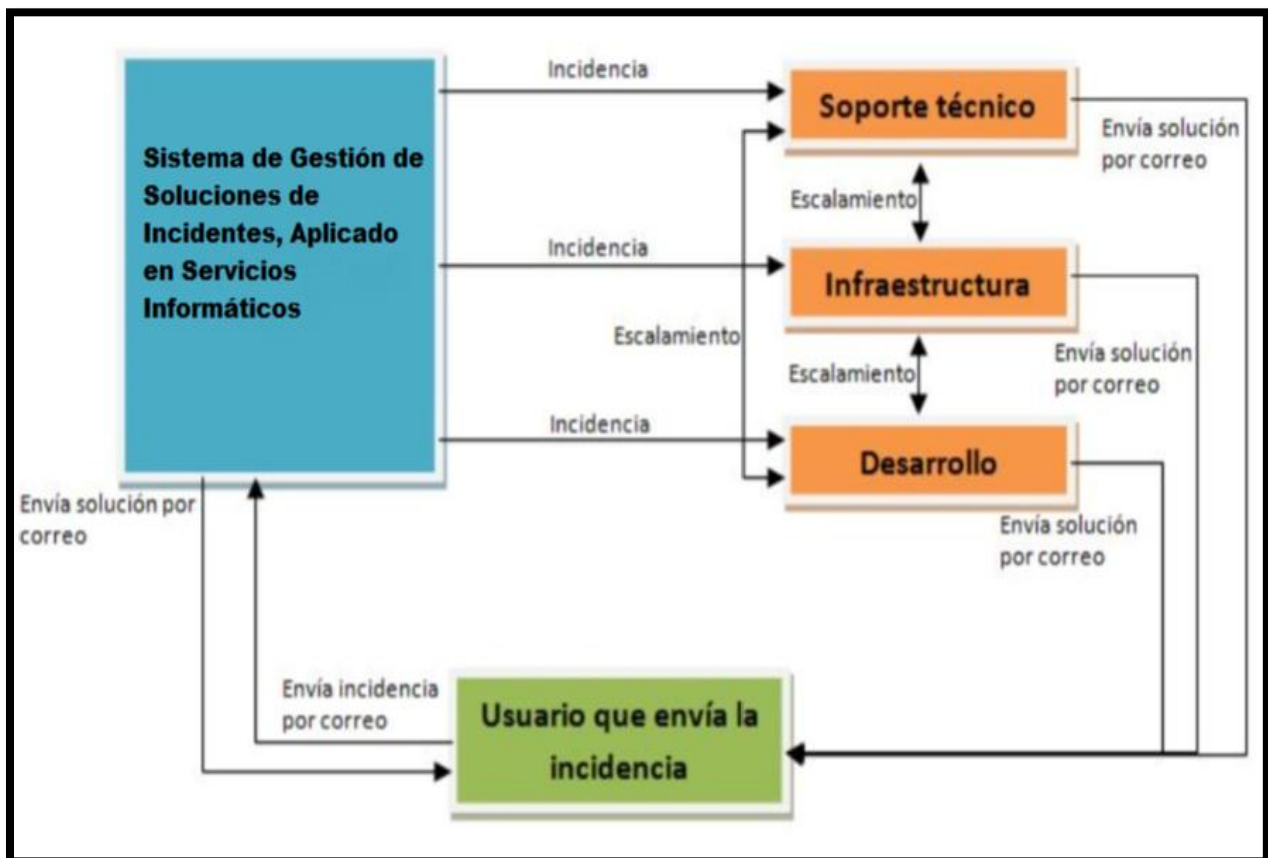 Sistema de Gestión de
Soluciones de
Incidentes, Aplicado
en Servicios
Informáticos
Incidencia
Soporte técnico
Envía solución
por correo
Escalamiento
Incidencia
Infraestructura
Escalamiento
Envía solución
por correo
Escalamiento
Incidencia
Desarrollo
Envía solución por
correo
Envía solución
por correo
Envía incidencia
por correo
Usuario que envía la
incidencia